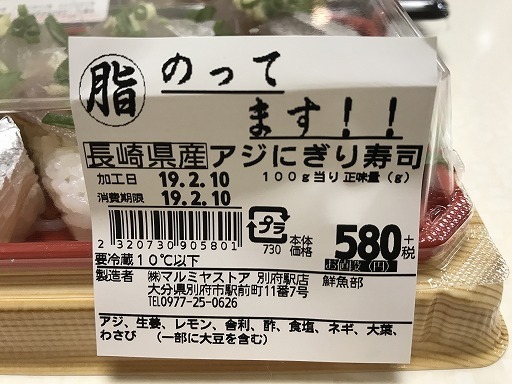 脂 のって
ます!!
長崎県産アジにぎり寿司
加工日 19.2.10 100g当り 正味量(g)
消費期限 19.2.10
プラ
2 320730 905801 730 本体価格 580+税
要冷蔵10℃以下 お値段(円)
製造者 ㈱マルミヤストア 別府駅店 鮮魚部
大分県別府市駅前町11番7号
TEL0977-25-0626
アジ、生姜、レモン、舎利、酢、食塩、ネギ、大葉、
わさび (一部に大豆を含む)